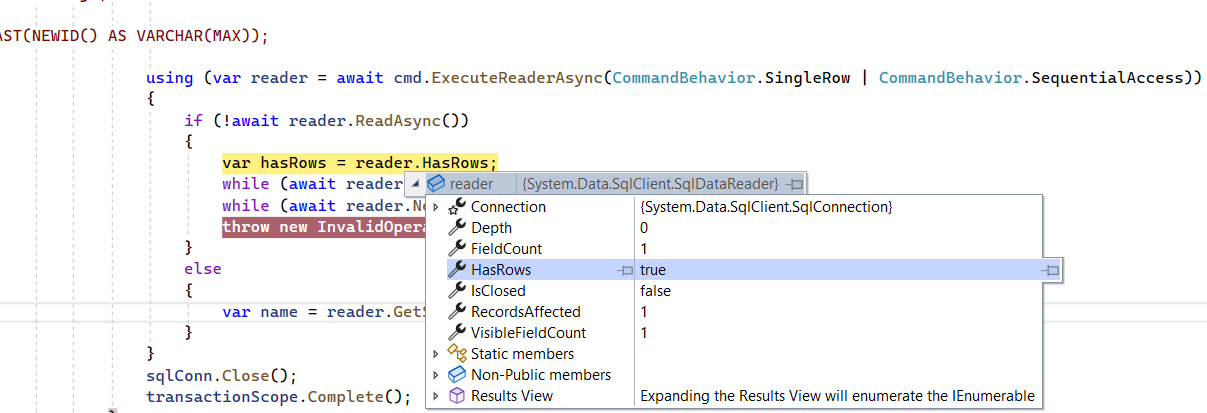 AST(NEWID() AS VARCHAR(MAX));
using (var reader = await cmd.ExecuteReaderAsync(CommandBehavior.SingleRow | CommandBehavior.SequentialAccess))
{
if (!await reader.ReadAsync())
{
var hasRows = reader.HasRows;
while (await reader
reader {System.Data.SqlClient.SqlDataReader}
while (await reader.Ne
throw new InvalidOpera
}
else
{
var name = reader.GetS
}
}
sqlConn.Close();
transactionScope.Complete();
Connection {System.Data.SqlClient.SqlConnection}
Depth 0
FieldCount 1
HasRows true
IsClosed false
RecordsAffected 1
VisibleFieldCount 1
Static members
Non-Public members
Results View Expanding the Results View will enumerate the IEnumerable